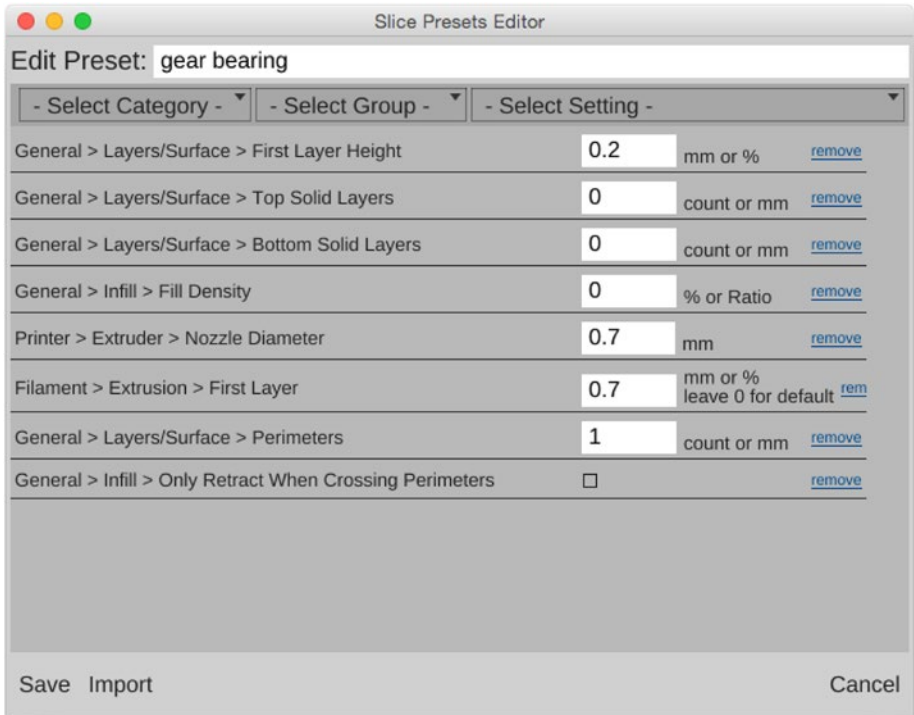 Slice Presets Editor
Edit Preset: gear bearing
- Select Category - - Select Group - - Select Setting -
General > Layers/Surface > First Layer Height 0.2 mm or % remove
General > Layers/Surface > Top Solid Layers 0 count or mm remove
General > Layers/Surface > Bottom Solid Layers 0 count or mm remove
General > Infill > Fill Density 0 % or Ratio remove
Printer > Extruder > Nozzle Diameter 0.7 mm remove
Filament > Extrusion > First Layer 0.7 mm or %
leave 0 for default rem
General > Layers/Surface > Perimeters 1 count or mm remove
General > Infill > Only Retract When Crossing Perimeters remove
Save Import Cancel